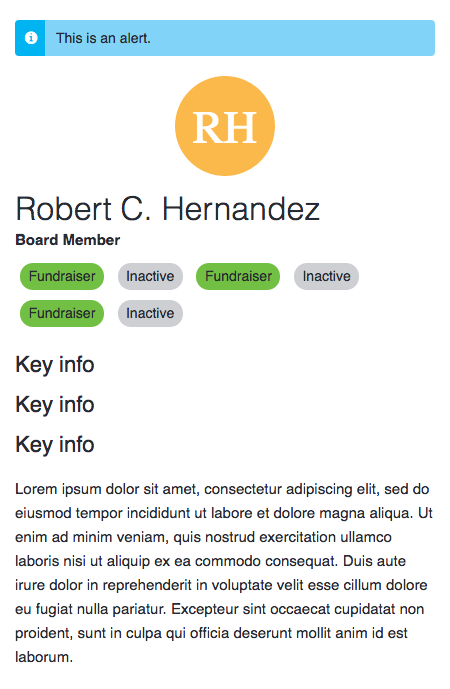 This is an alert.
RH
Robert C. Hernandez
Board Member
Fundraiser Inactive Fundraiser Inactive
Fundraiser Inactive
Key info
Key info
Key info
Lorem ipsum dolor sit amet, consectetur adipiscing elit, sed do
eiusmod tempor incididunt ut labore et dolore magna aliqua. Ut
enim ad minim veniam, quis nostrud exercitation ullamco
laboris nisi ut aliquip ex ea commodo consequat. Duis aute
irure dolor in reprehenderit in voluptate velit esse cillum dolore
eu fugiat nulla pariatur. Excepteur sint occaecat cupidatat non
proident, sunt in culpa qui officia deserunt mollit anim id est
laborum.